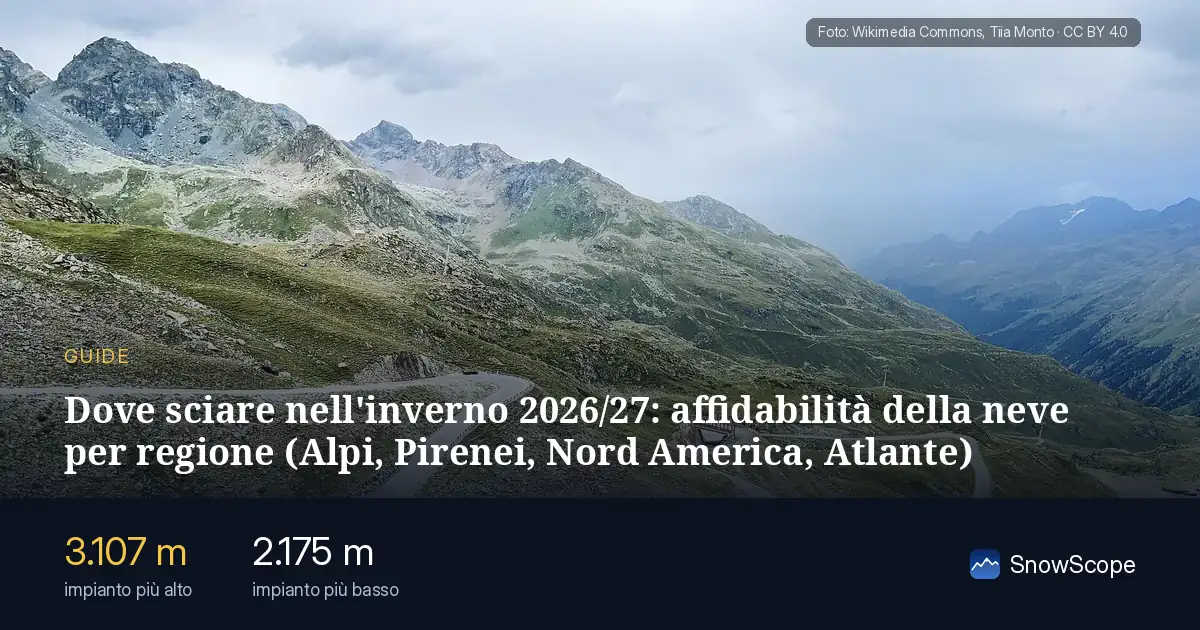 Foto: Wikimedia Commons, Tiia Monto · CC BY 4.0
GUIDE
Dove sciare nell'inverno 2026/27: affidabilità della neve
per regione (Alpi, Pirenei, Nord America, Atlante)
3.107 m
impianto più alto
2.175 m
impianto più basso
SnowScope